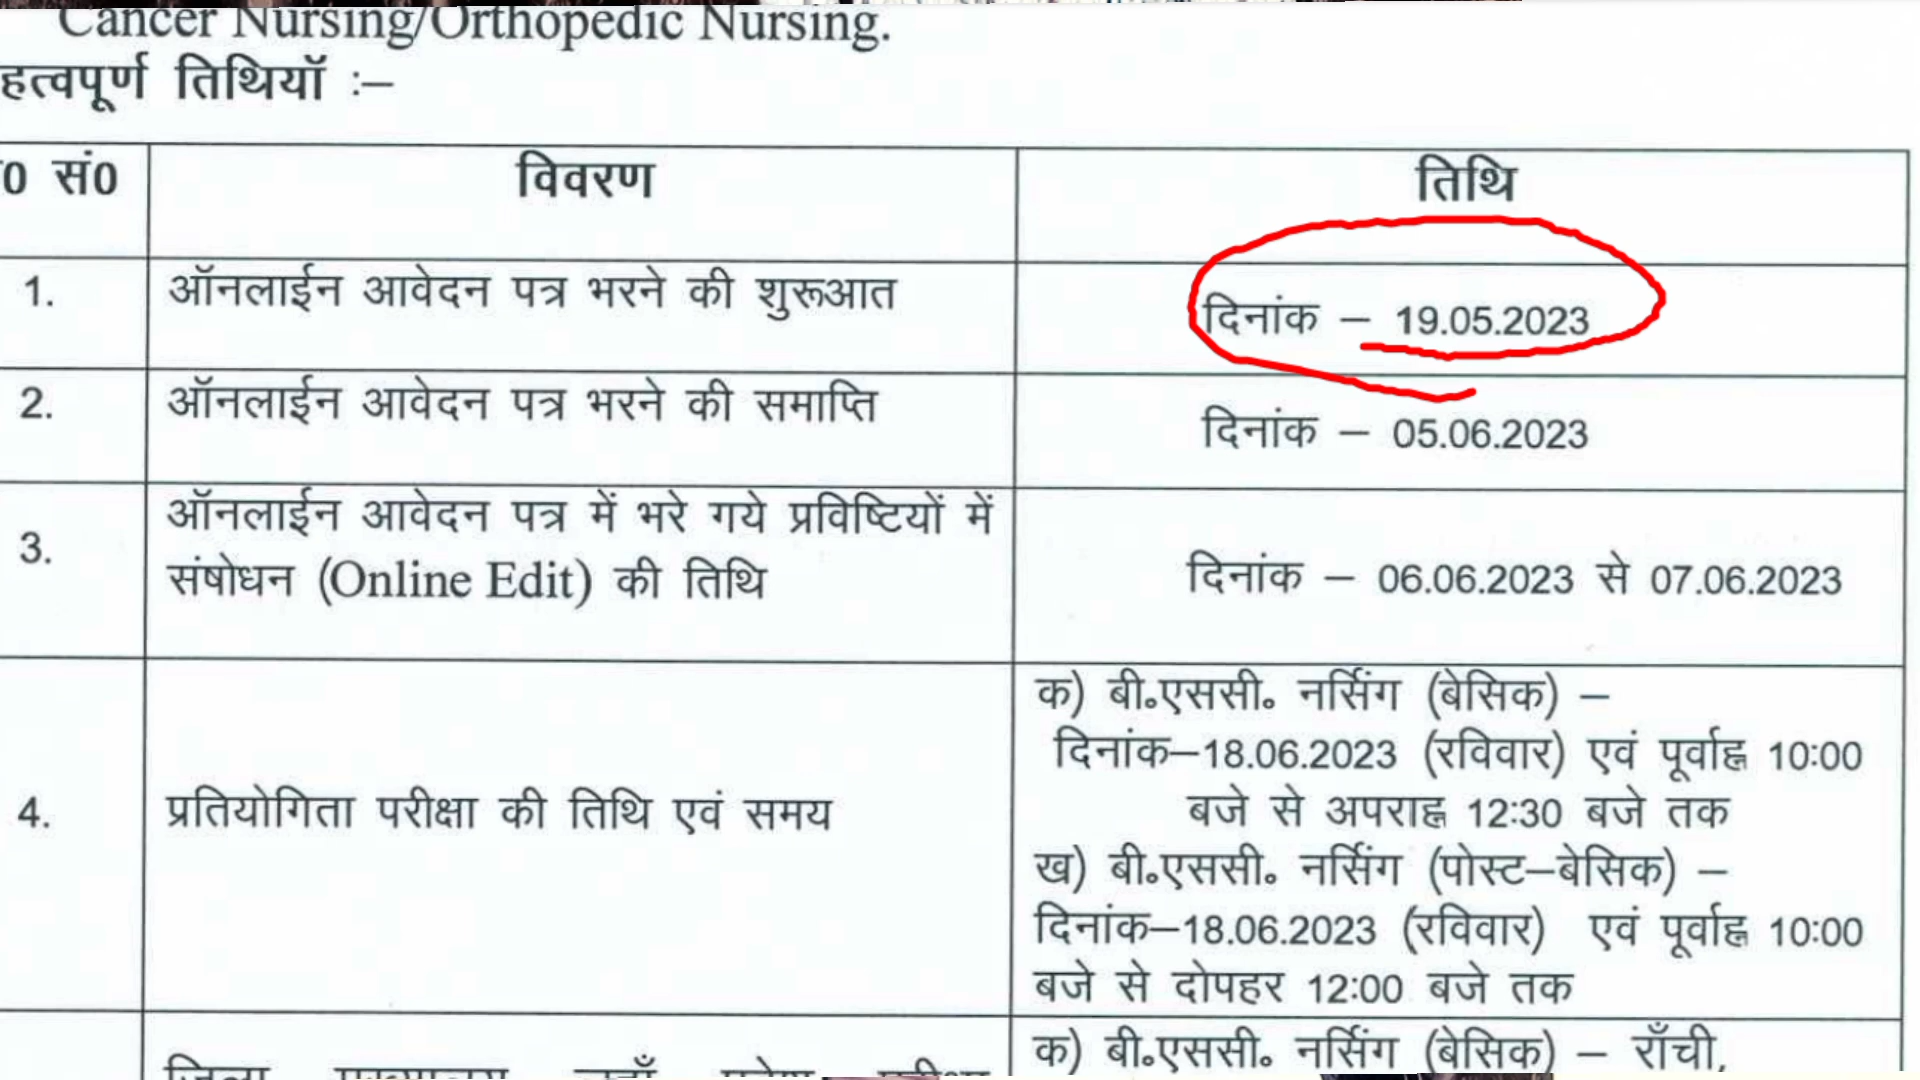 Cancer Nursing/Orthopedic Nursing.
हत्वपूर्ण तिथियॉ :–
0 सं0 विवरण तिथि
1. ऑनलाईन आवेदन पत्र भरने की शुरूआत दिनांक – 19.05.2023
2. ऑनलाईन आवेदन पत्र भरने की समाप्ति दिनांक – 05.06.2023
3. ऑनलाईन आवेदन पत्र में भरे गये प्रविष्टियों में
संषोधन (Online Edit) की तिथि दिनांक – 06.06.2023 से 07.06.2023
4. प्रतियोगिता परीक्षा की तिथि एवं समय
क) बी॰एससी॰ नर्सिंग (बेसिक) –
दिनांक–18.06.2023 (रविवार) एवं पूर्वाह्न 10:00
बजे से अपराह्न 12:30 बजे तक
ख) बी॰एससी॰ नर्सिंग (पोस्ट–बेसिक) –
दिनांक–18.06.2023 (रविवार) एवं पूर्वाह्न 10:00
बजे से दोपहर 12:00 बजे तक
क) बी॰एससी॰ नर्सिंग (बेसिक) – राँची,